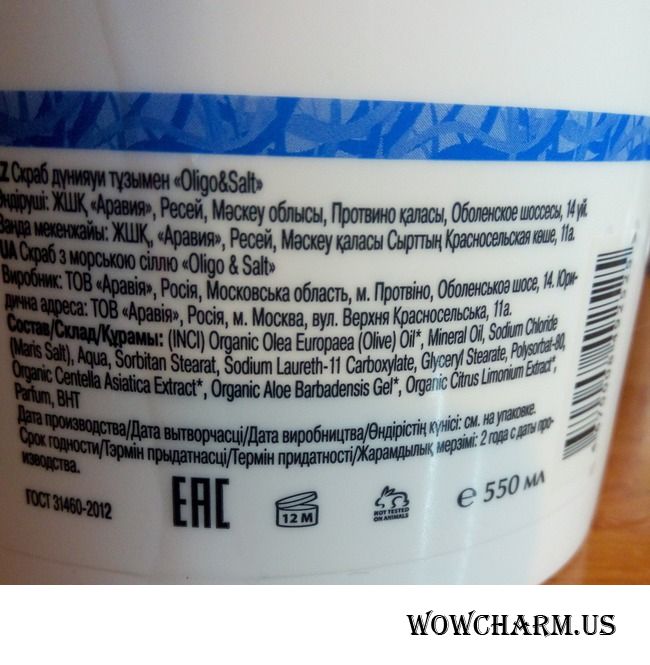 Z Скраб дүнияуи тұзымен «Oligo&Salt»
Өндіруші: ЖШҚ, «Аравия», Ресей, Мәскеу облысы, Протвино қаласы, Оболенское шоссесы, 14 үй.
Занда мекенжайы: ЖШҚ, «Аравия», Ресей, Мәскеу қаласы Сырттың Красносельская көше, 11а.
UA Скраб з морською сіллю «Oligo & Salt»
Виробник: ТОВ «Аравія», Росія, Московська область, м. Протвіно, Оболенськоэ шосе, 14. Юри-
дична адреса: ТОВ «Аравія», Росія, м. Москва, вул. Верхня Красносельська, 11а.
Состав/Склад/Құрамы: (INCI) Organic Olea Europaea (Olive) Oil*, Mineral Oil, Sodium Chloride
(Maris Salt), Aqua, Sorbitan Stearat, Sodium Laureth-11 Carboxylate, Glyceryl Stearate, Polysorbat-80,
Organic Centella Asiatica Extract*, Organic Aloe Barbadensis Gel*, Organic Citrus Limonium Extract*,
Parfum, BHT
Дата производства/Дата вытворчасці/Дата виробництва/Өндірістің күнісі: см. на упаковке.
Срок годности/Тэрмін прыдатнасці/Термін придатності/Жарамдылық мерзімі: 2 года с даты про-
изводства.
ГОСТ 31460-2012
EAC
12 M
NOT TESTED
ON ANIMALS
℮ 550 мл
WOWCHARM.US